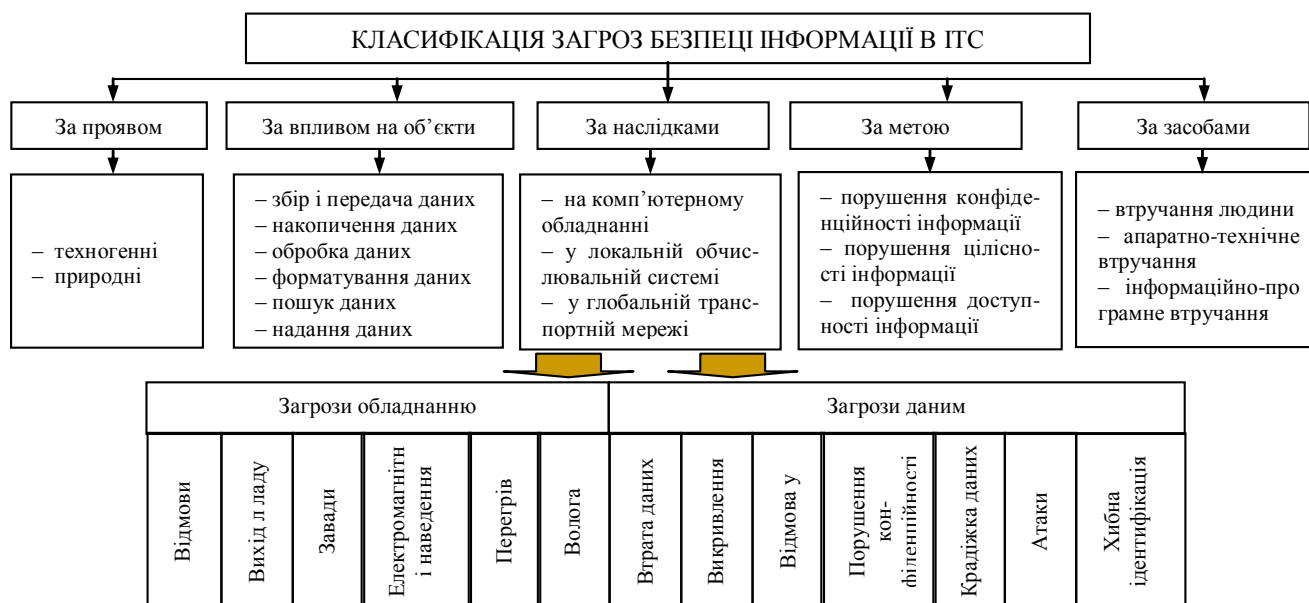 КЛАСИФІКАЦІЯ ЗАГРОЗ БЕЗПЕЦІ ІНФОРМАЦІЇ В ІТС
За проявом
За впливом на об’єкти
За наслідками
За метою
За засобами
– техногенні
– природні
– збір і передача даних
– накопичення даних
– обробка даних
– форматування даних
– пошук даних
– надання даних
– на комп’ютерному
обладнанні
– у локальній обчис-
лювальній системі
– у глобальній тран-
спортній мережі
– порушення конфіде-
нційності інформації
– порушення цілісно-
сті інформації
– порушення доступ-
ності інформації
– втручання людини
– апаратно-технічне
втручання
– інформаційно-про
грамне втручання
Загрози обладнанню
Загрози даним
Відмови
Вихід л ладу
Завади
Електромагнітн
і наведення
Перегрів
Волога
Втрата даних
Викривлення
Відмова у
Порушення
кон-
філенпійності
Крадіжка даних
Атаки
Хибна
ідентифікація